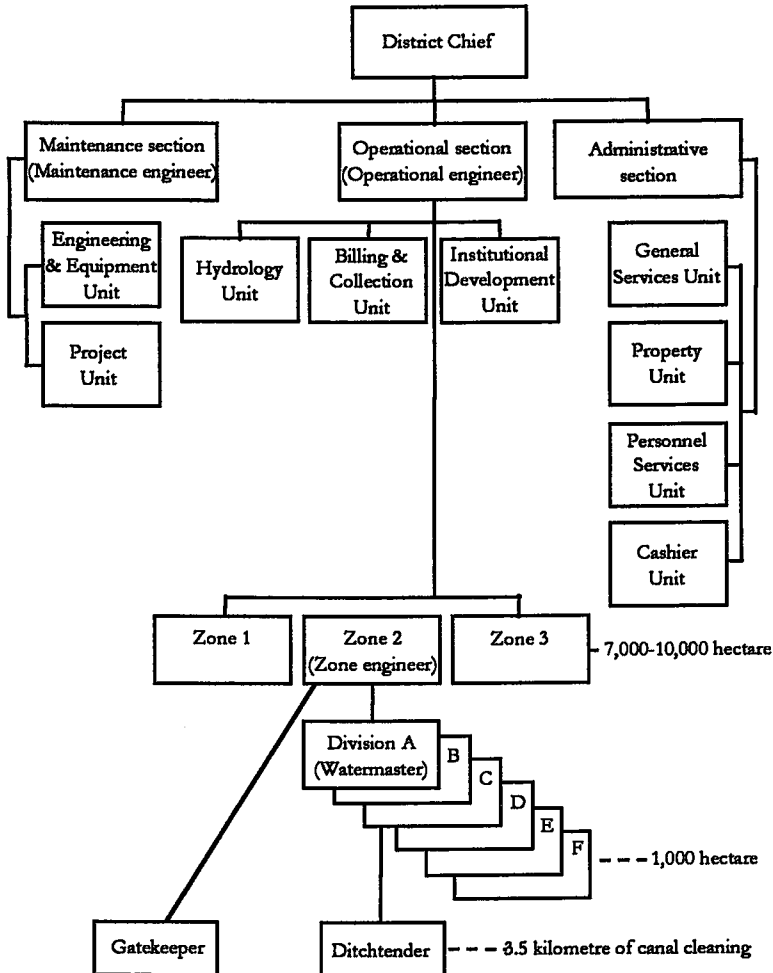 District Chief
Maintenance section
(Maintenance engineer)
Operational section
(Operational engineer)
Administrative
section
Engineering
& Equipment
Unit
Hydrology
Unit
Billing &
Collection
Unit
Institutional
Development
Unit
General
Services Unit
Project
Unit
Property
Unit
Personnel
Services
Unit
Cashier
Unit
Zone 1
Zone 2
(Zone engineer)
Zone 3
7,000-10,000 hectare
Division A
(Watermaster)
B
C
D
E
F
1,000 hectare
Gatekeeper
Ditchtender
3.5 kilometre of canal cleaning